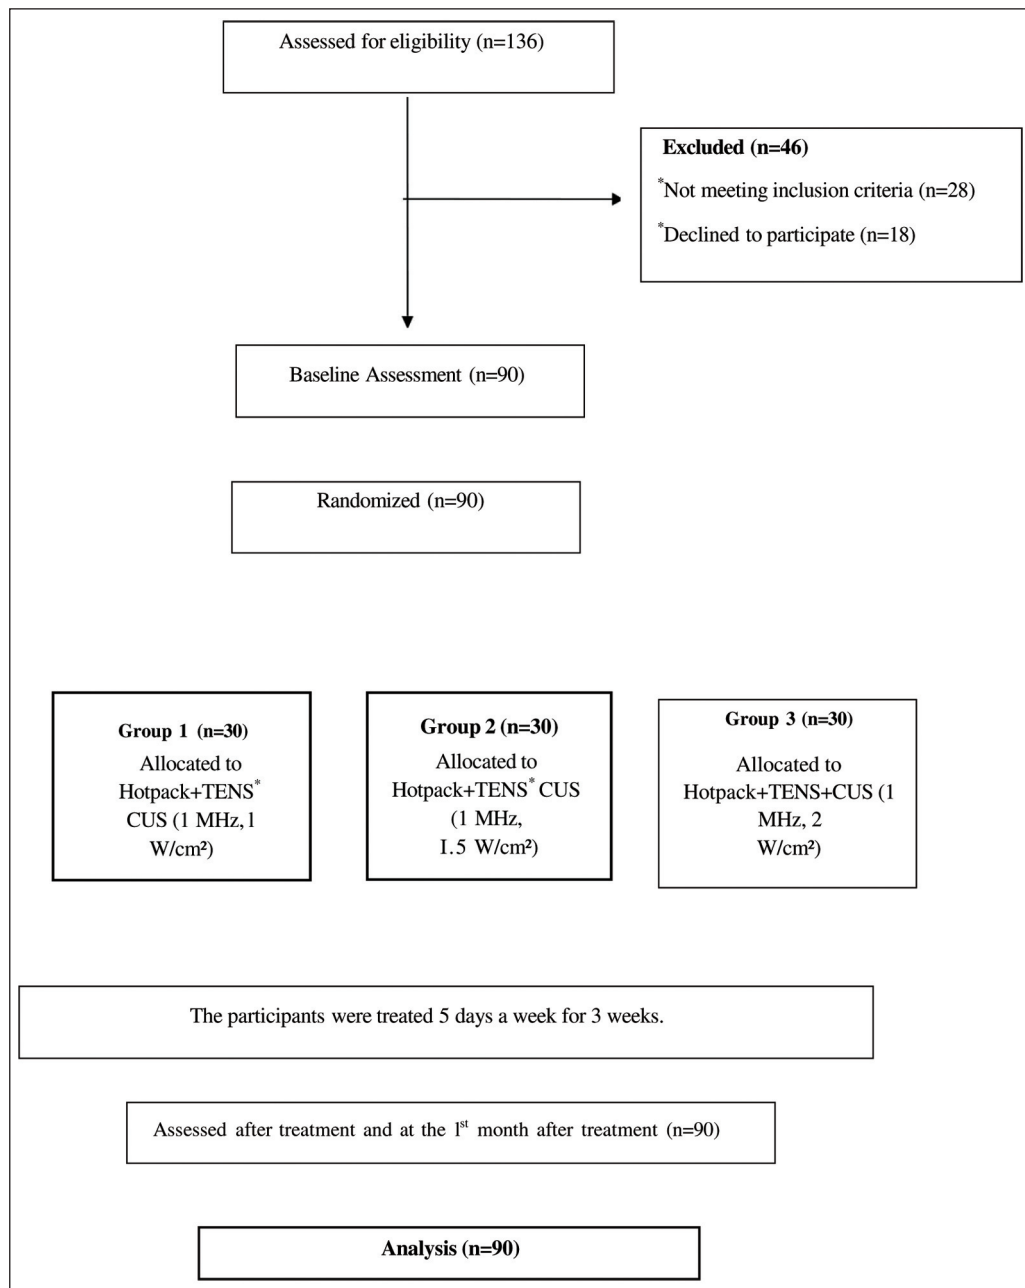 Assessed for eligibility (n=136)
Excluded (n=46)
*Not meeting inclusion criteria (n=28)
*Declined to participate (n=18)
Baseline Assessment (n=90)
Randomized (n=90)
Group 1 (n=30)
Allocated to
Hotpack+TENS*
CUS (1 MHz, 1
W/cm²)
Group 2 (n=30)
Allocated to
Hotpack+TENS* CUS
(1 MHz,
1.5 W/cm²)
Group 3 (n=30)
Allocated to
Hotpack+TENS+CUS (1
MHz, 2
W/cm²)
The participants were treated 5 days a week for 3 weeks.
Assessed after treatment and at the 1st month after treatment (n=90)
Analysis (n=90)